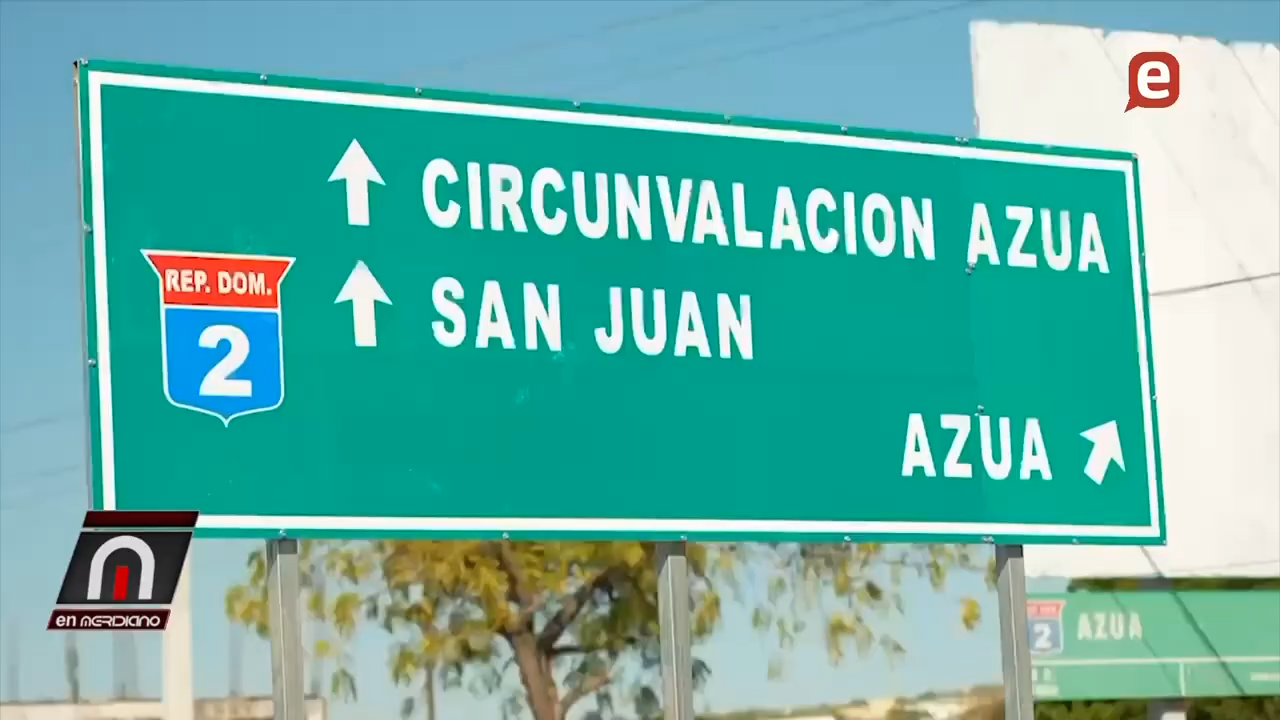 e
CIRCUNVALACION AZUA
SAN JUAN
REP. DOM.
2
AZUA
en MERIDIANO
2
AZUA